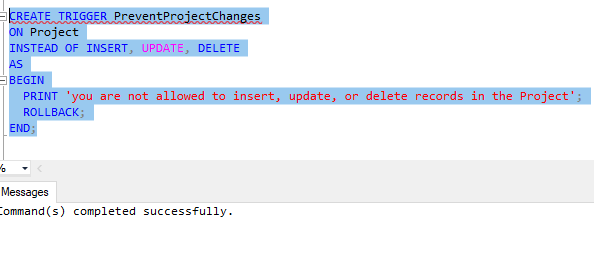 CREATE TRIGGER PreventProjectChanges
ON Project
INSTEAD OF INSERT, UPDATE, DELETE
AS
BEGIN
PRINT 'you are not allowed to insert, update, or delete records in the Project';
ROLLBACK;
END;
%
Messages
Command(s) completed successfully.